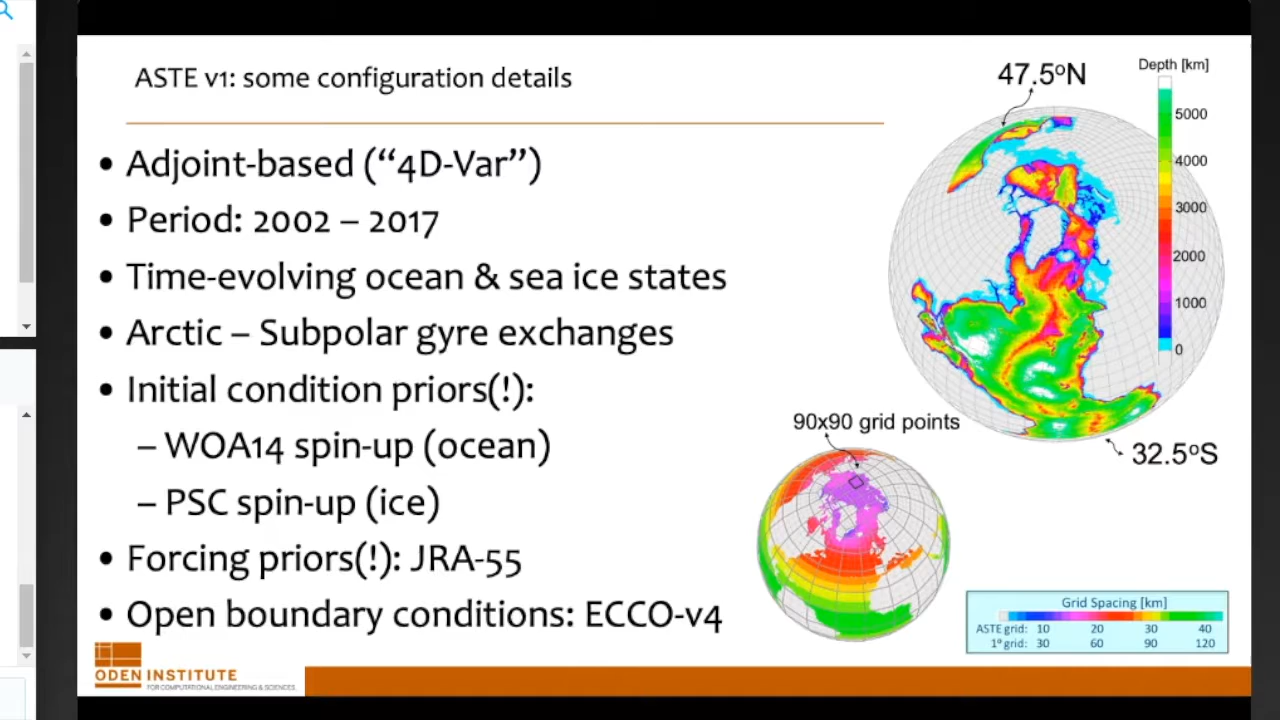 ASTE v1: some configuration details
• Adjoint-based (“4D-Var”)
• Period: 2002 – 2017
• Time-evolving ocean & sea ice states
• Arctic – Subpolar gyre exchanges
• Initial condition priors(!):
– WOA14 spin-up (ocean)
– PSC spin-up (ice)
• Forcing priors(!): JRA-55
• Open boundary conditions: ECCO-v4
47.5°N
Depth [km]
5000
4000
3000
2000
1000
0
32.5°S
90x90 grid points
Grid Spacing [km]
ASTE grid: 10 20 30 40
1° grid: 30 60 90 120
ODEN INSTITUTE
FOR COMPUTATIONAL ENGINEERING & SCIENCES